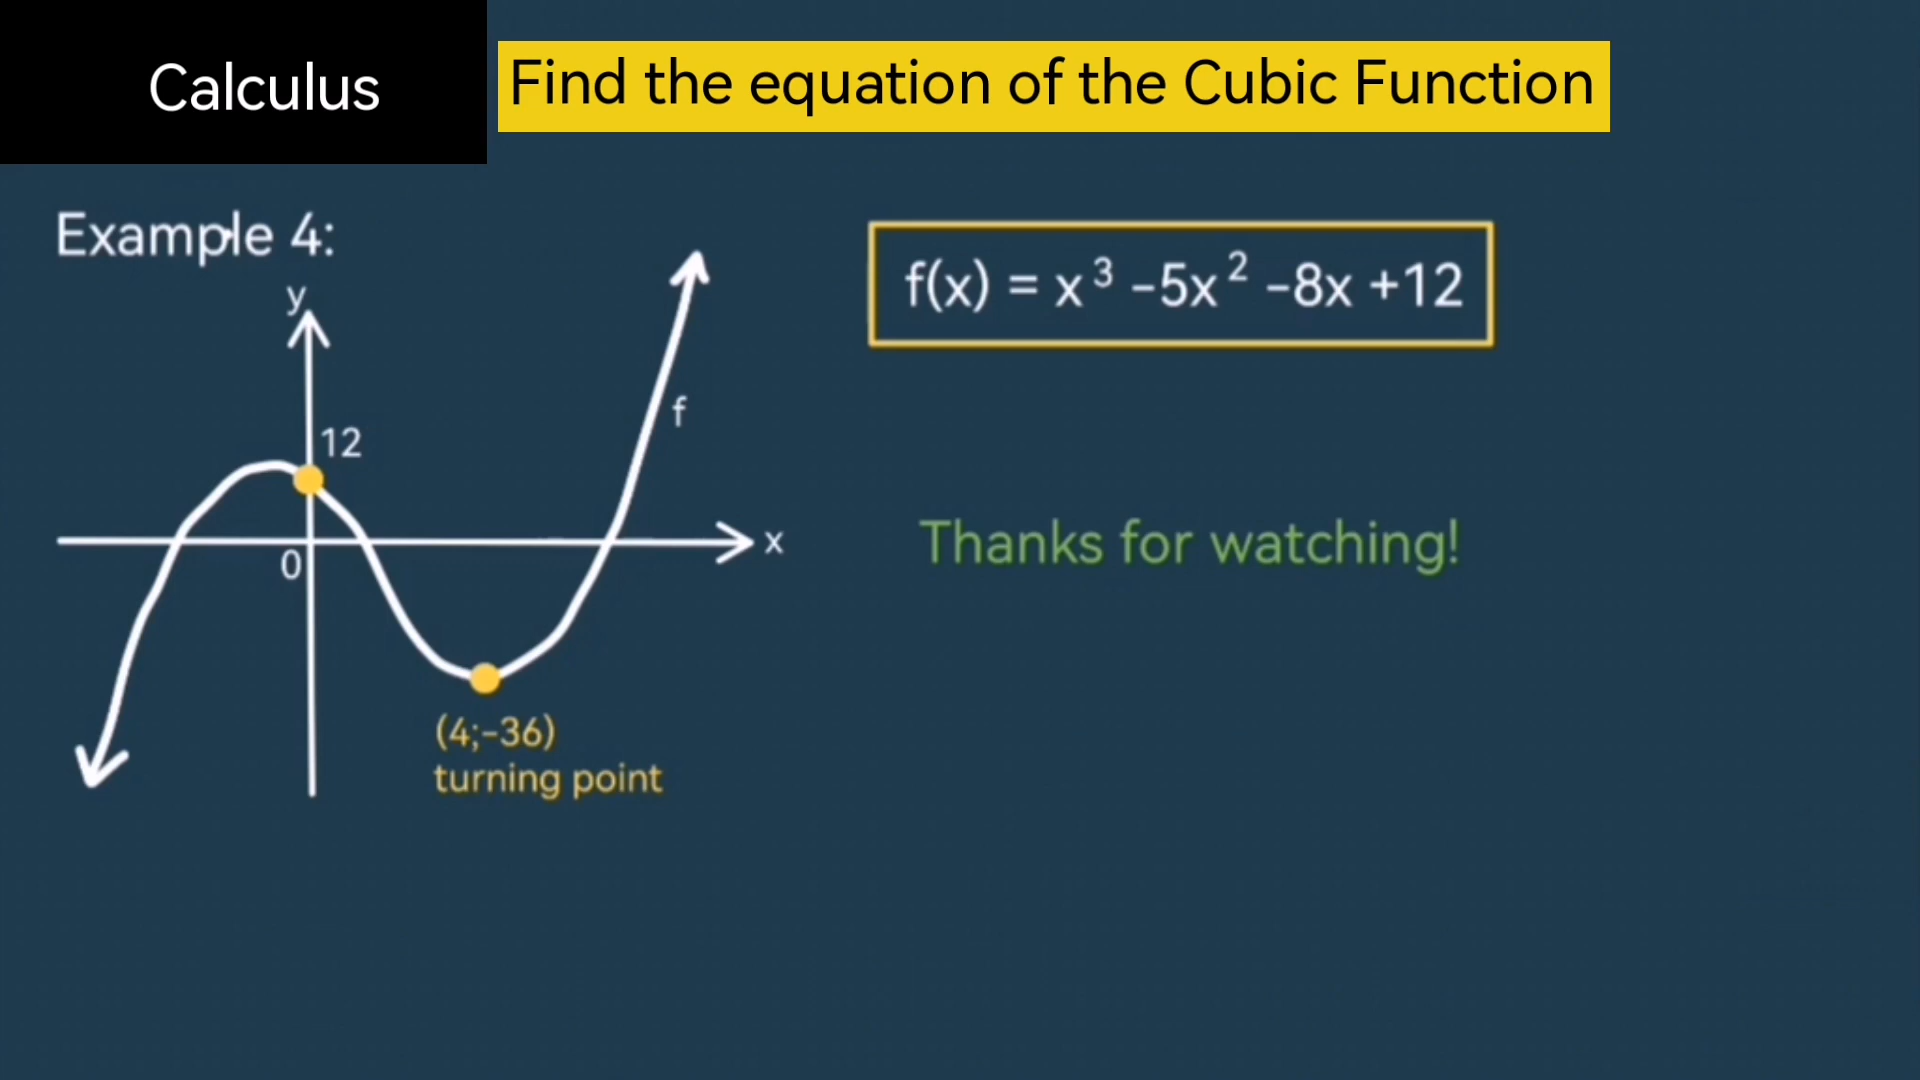 Calculus
Find the equation of the Cubic Function
Example 4:
f(x) = x³ -5x² -8x +12
y
f
12
x
0
Thanks for watching!
(4;-36)
turning point